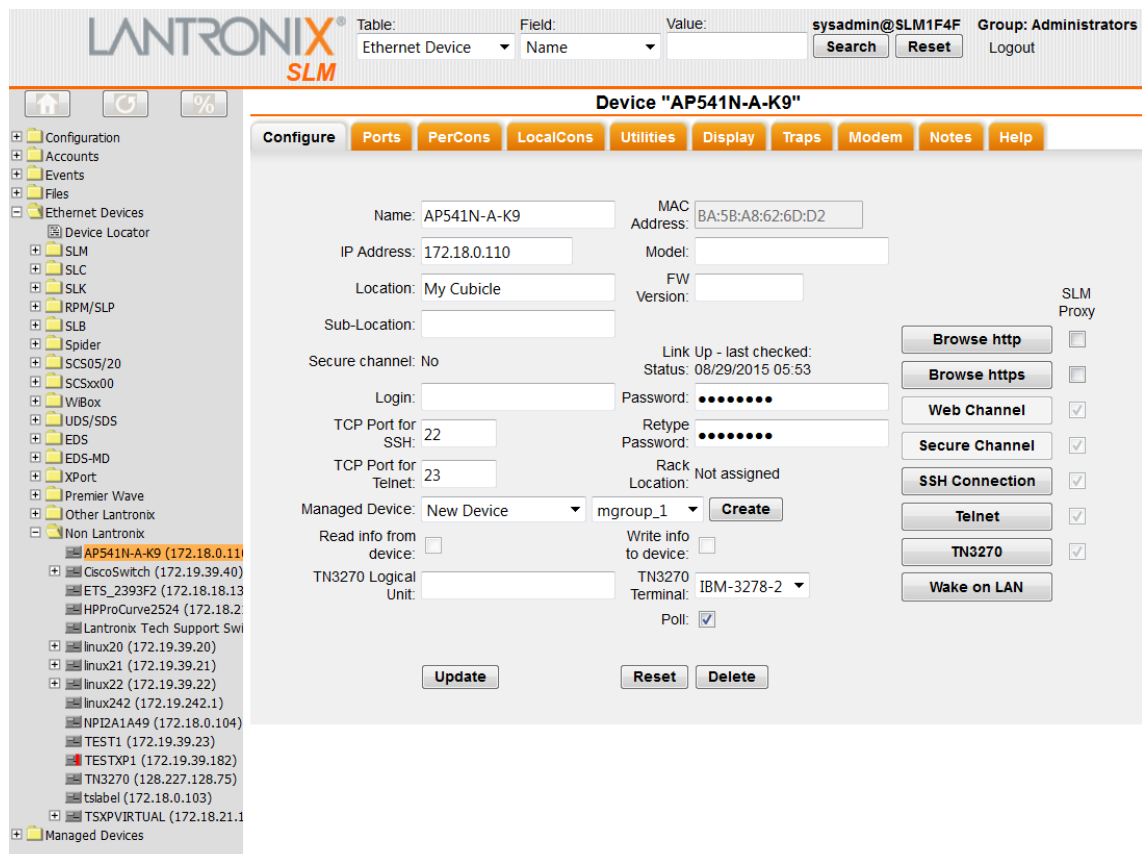 LANTRONIX®
SLM
Table: Field: Value:
Ethernet Device Name
sysadmin@SLM1F4F Group: Administrators
Search Reset Logout
%
Configuration
Accounts
Events
Files
Ethernet Devices
Device Locator
SLM
SLC
SLK
RPM/SLP
SLB
Spider
SCS05/20
SCSxx00
WiBox
UDS/SDS
EDS
EDS-MD
XPort
Premier Wave
Other Lantronix
Non Lantronix
AP541N-A-K9 (172.18.0.11
CiscoSwitch (172.19.39.40)
ETS_2393F2 (172.18.18.13
HPProCurve2524 (172.18.2
Lantronix Tech Support Swi
linux20 (172.19.39.20)
linux21 (172.19.39.21)
linux22 (172.19.39.22)
linux242 (172.19.242.1)
NPI2A1A49 (172.18.0.104)
TEST1 (172.19.39.23)
TESTXP1 (172.19.39.182)
TN3270 (128.227.128.75)
tslabel (172.18.0.103)
TSXPVIRTUAL (172.18.21.1
Managed Devices
Device "AP541N-A-K9"
Configure Ports PerCons LocalCons Utilities Display Traps Modem Notes Help
Name: AP541N-A-K9
MAC Address: BA:5B:A8:62:6D:D2
IP Address: 172.18.0.110
Model:
Location: My Cubicle
FW Version:
Sub-Location:
Secure channel: No
Link Status: Up - last checked: 08/29/2015 05:53
Login:
Password: ●●●●●●●●
TCP Port for SSH: 22
Retype Password: ●●●●●●●●
TCP Port for Telnet: 23
Rack Location: Not assigned
Managed Device: New Device mgroup_1 Create
Read info from device:
Write info to device:
TN3270 Logical Unit:
TN3270 Terminal: IBM-3278-2
Poll:
Update Reset Delete
SLM Proxy
Browse http
Browse https
Web Channel
Secure Channel
SSH Connection
Telnet
TN3270
Wake on LAN